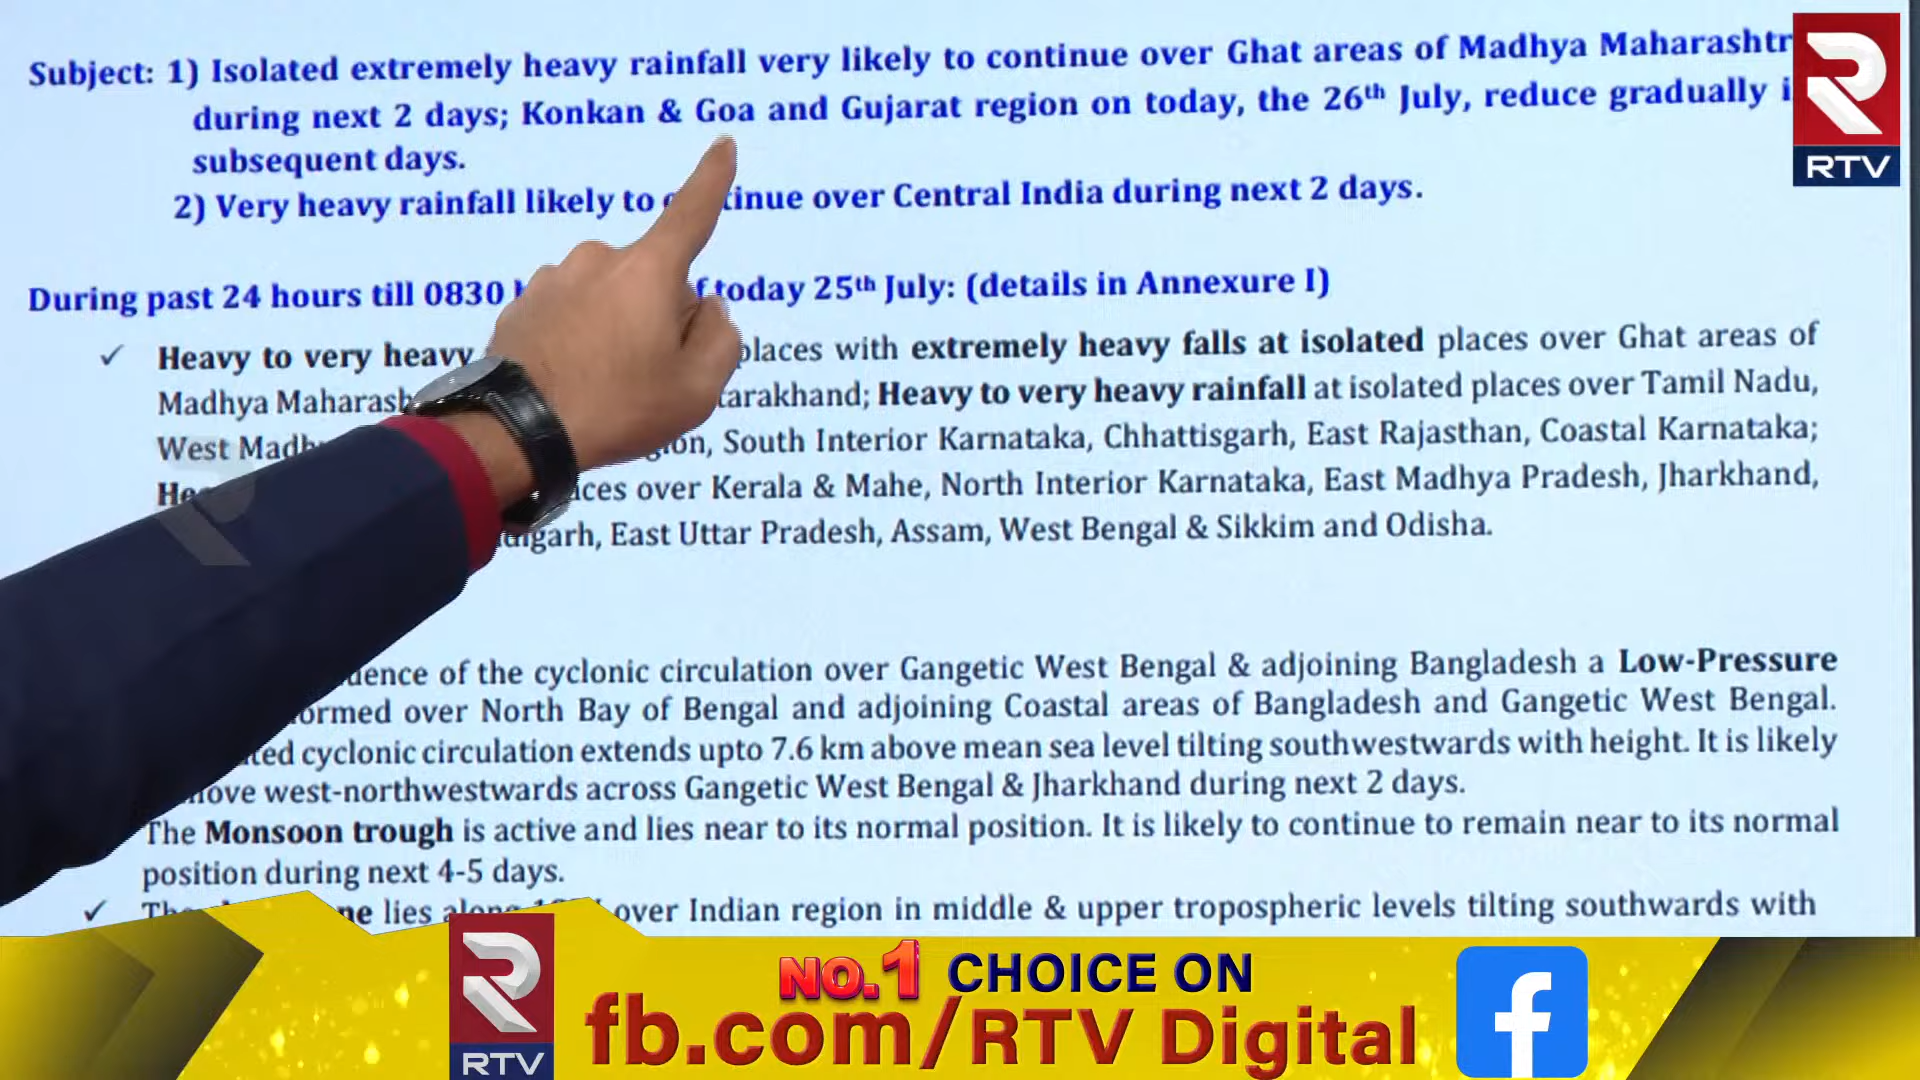 Subject: 1) Isolated extremely heavy rainfall very likely to continue over Ghat areas of Madhya Maharashtr
during next 2 days; Konkan & Goa and Gujarat region on today, the 26th July, reduce gradually i
subsequent days.
2) Very heavy rainfall likely to tinue over Central India during next 2 days.
RTV
During past 24 hours till 0830 today 25th July: (details in Annexure I)
✓ Heavy to very heavy places with extremely heavy falls at isolated places over Ghat areas of
Madhya Maharash tarakhand; Heavy to very heavy rainfall at isolated places over Tamil Nadu,
West Madh on, South Interior Karnataka, Chhattisgarh, East Rajasthan, Coastal Karnataka;
He aces over Kerala & Mahe, North Interior Karnataka, East Madhya Pradesh, Jharkhand,
digarh, East Uttar Pradesh, Assam, West Bengal & Sikkim and Odisha.
uence of the cyclonic circulation over Gangetic West Bengal & adjoining Bangladesh a Low-Pressure
ormed over North Bay of Bengal and adjoining Coastal areas of Bangladesh and Gangetic West Bengal.
ted cyclonic circulation extends upto 7.6 km above mean sea level tilting southwestwards with height. It is likely
move west-northwestwards across Gangetic West Bengal & Jharkhand during next 2 days.
The Monsoon trough is active and lies near to its normal position. It is likely to continue to remain near to its normal
position during next 4-5 days.
✓ ne lies along over Indian region in middle & upper tropospheric levels tilting southwards with
RTV
NO.1 CHOICE ON
fb.com/RTV Digital
f